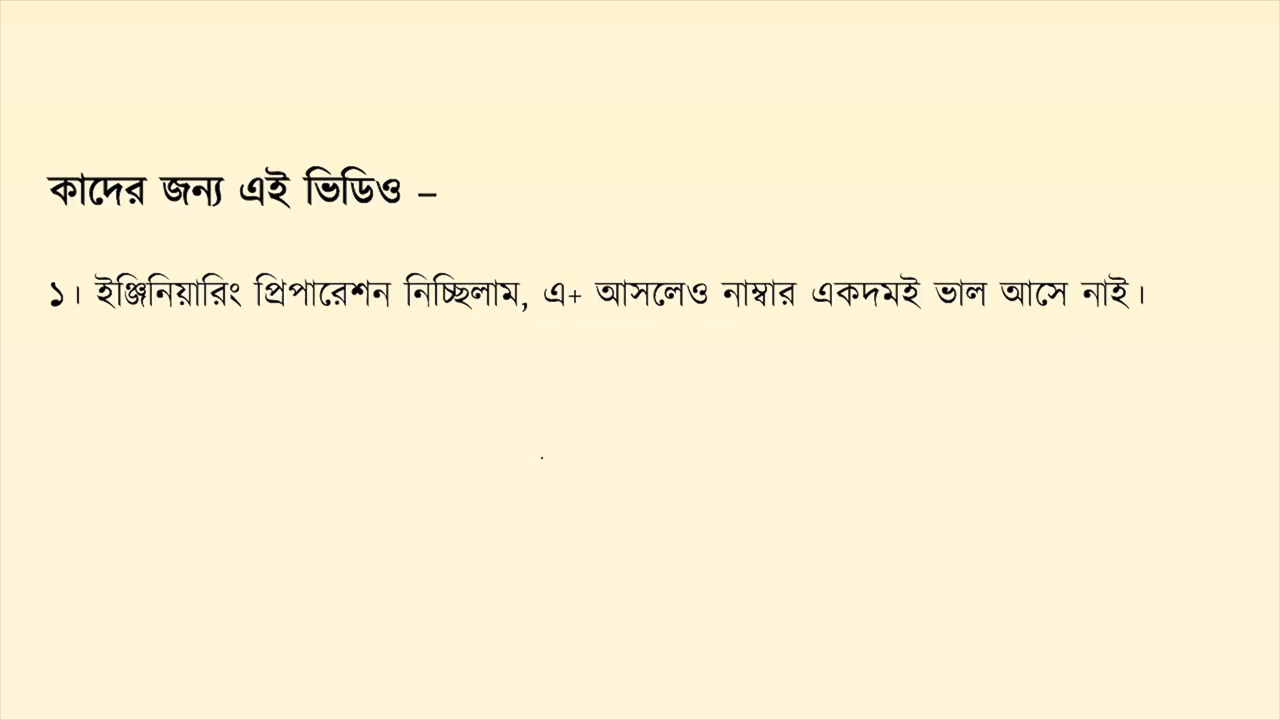 কাদের জন্য এই ভিডিও –
১। ইঞ্জিনিয়ারিং প্রিপারেশন নিচ্ছিলাম, এ+ আসলেও নাম্বার একদমই ভাল আসে নাই।